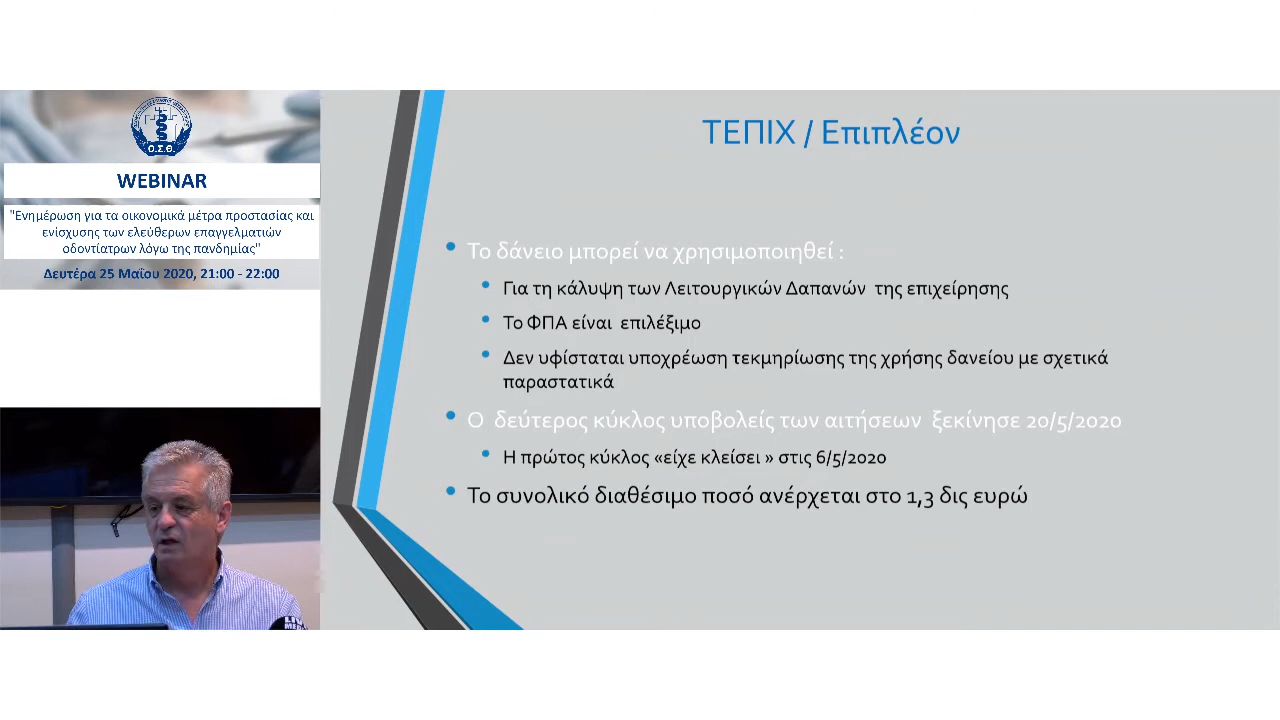 Ο.Σ.Θ.
WEBINAR
"Ενημέρωση για τα οικονομικά μέτρα προστασίας και
ενίσχυσης των ελεύθερων επαγγελματιών
οδοντίατρων λόγω της πανδημίας"
Δευτέρα 25 Μαΐου 2020, 21:00 - 22:00
ΤΕΠΙΧ / Επιπλέον
Το δάνειο μπορεί να χρησιμοποιηθεί :
Για τη κάλυψη των Λειτουργικών Δαπανών της επιχείρησης
Το ΦΠΑ είναι επιλέξιμο
Δεν υφίσταται υποχρέωση τεκμηρίωσης της χρήσης δανείου με σχετικά
παραστατικά
Ο δεύτερος κύκλος υποβολείς των αιτήσεων ξεκίνησε 20/5/2020
Η πρώτος κύκλος «είχε κλείσει » στις 6/5/2020
Το συνολικό διαθέσιμο ποσό ανέρχεται στο 1,3 δις ευρώ